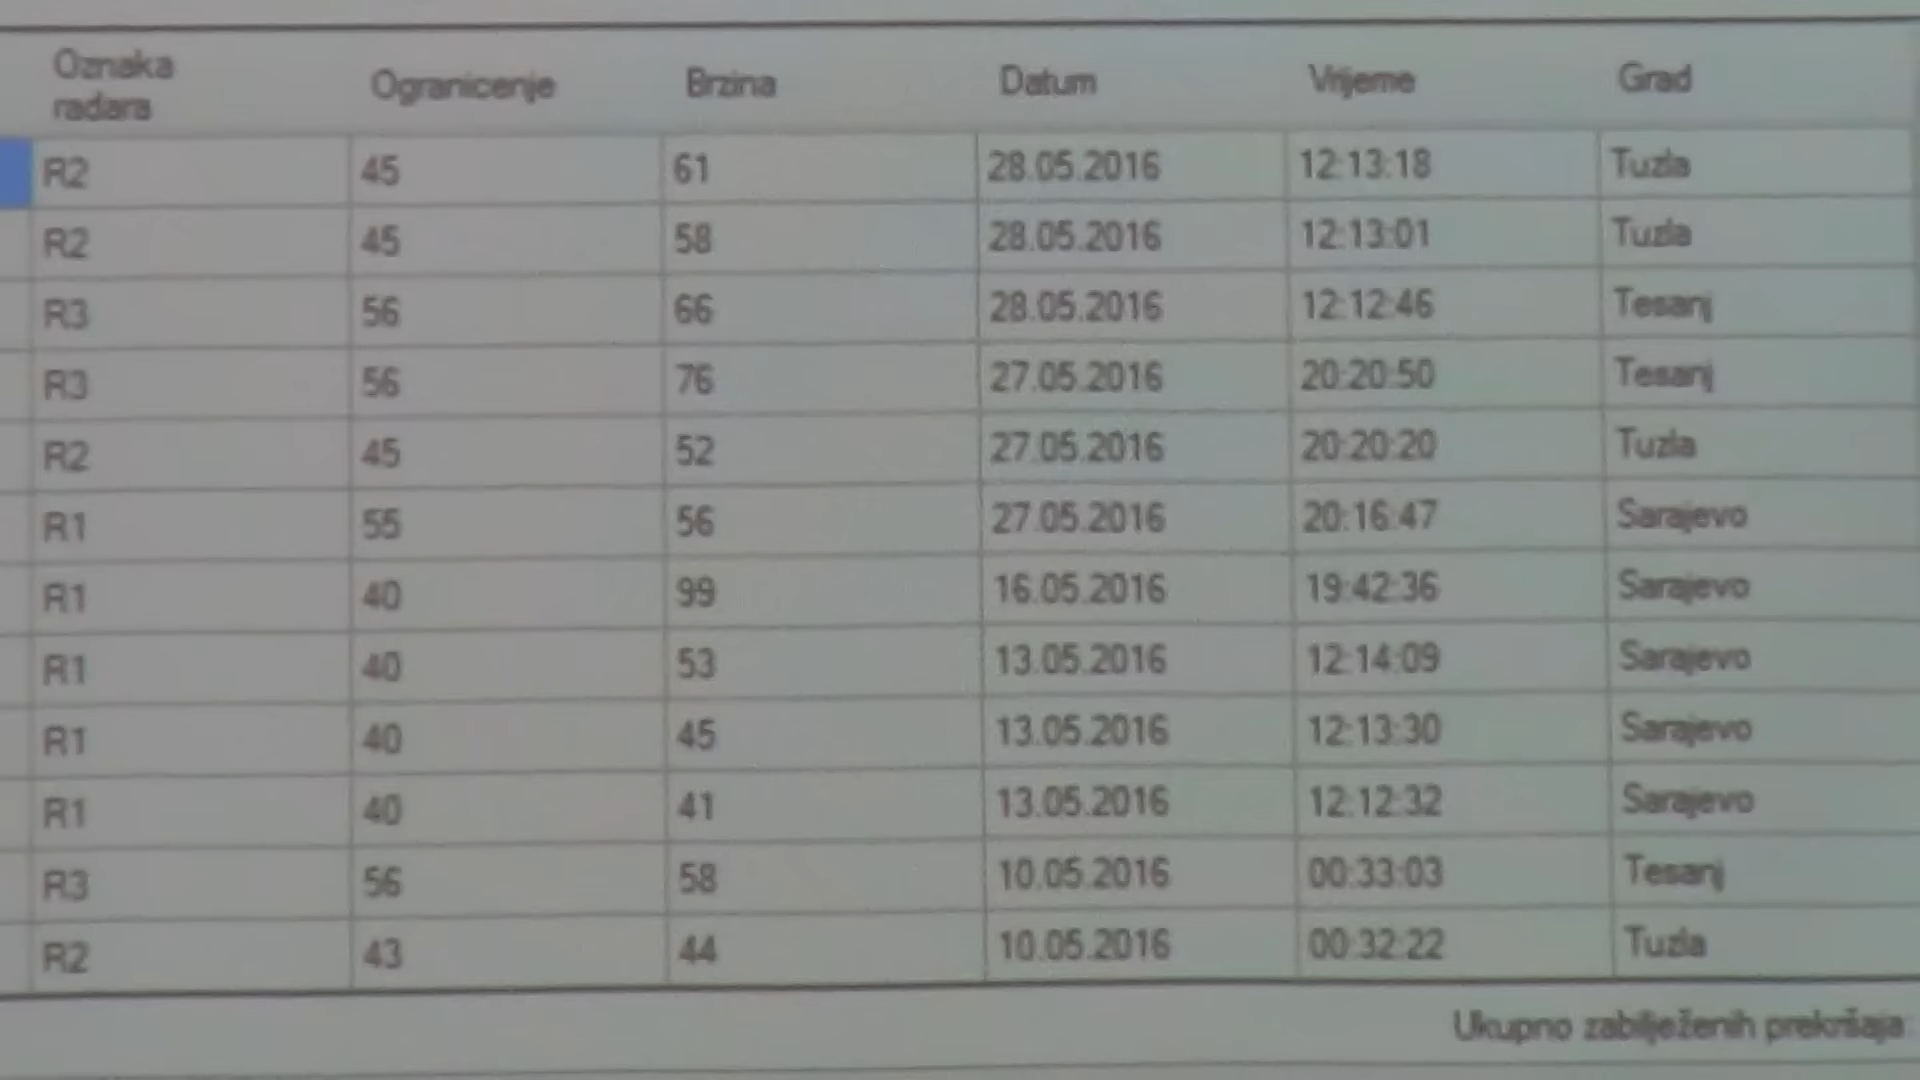 Oznaka radara Ogranicenje Brzina Datum Vrijeme Grad
R2 45 61 28.05.2016 12:13:18 Tuzla
R2 45 58 28.05.2016 12:13:01 Tuzla
R3 56 66 28.05.2016 12:12:46 Tesanj
R3 56 76 27.05.2016 20:20:50 Tesanj
R2 45 52 27.05.2016 20:20:20 Tuzla
R1 55 56 27.05.2016 20:16:47 Sarajevo
R1 40 99 16.05.2016 19:42:36 Sarajevo
R1 40 53 13.05.2016 12:14:09 Sarajevo
R1 40 45 13.05.2016 12:13:30 Sarajevo
R1 40 41 13.05.2016 12:12:32 Sarajevo
R3 56 58 10.05.2016 00:33:03 Tesanj
R2 43 44 10.05.2016 00:32:22 Tuzla
Ukupno zabilježenih prekršaja